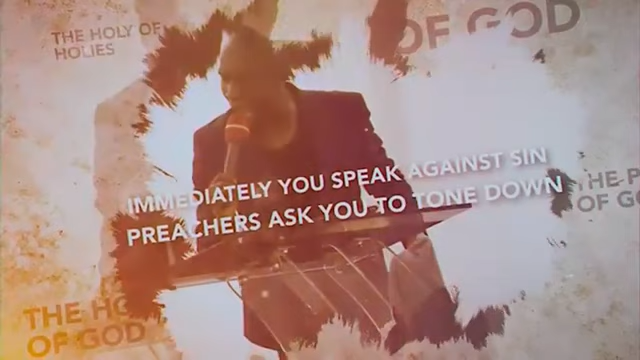 THE HOLY OF
HOLIES
OF GOD
IMMEDIATELY YOU SPEAK AGAINST SIN
PREACHERS ASK YOU TO TONE DOWN
THE P
OF G
THE HO
OF GOD